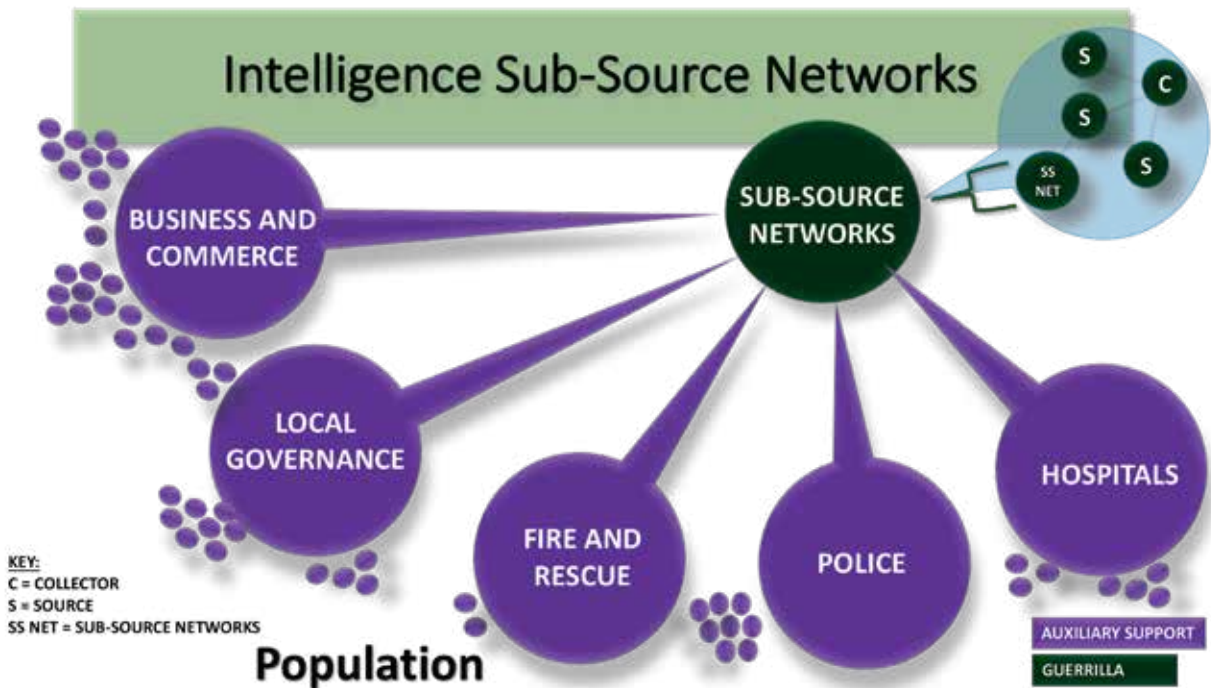 Intelligence Sub-Source Networks
S
C
S
S
SS
NET
BUSINESS AND
COMMERCE
SUB-SOURCE
NETWORKS
LOCAL
GOVERNANCE
HOSPITALS
FIRE AND
RESCUE
POLICE
KEY:
C = COLLECTOR
S = SOURCE
SS NET = SUB-SOURCE NETWORKS
Population
AUXILIARY SUPPORT
GUERRILLA